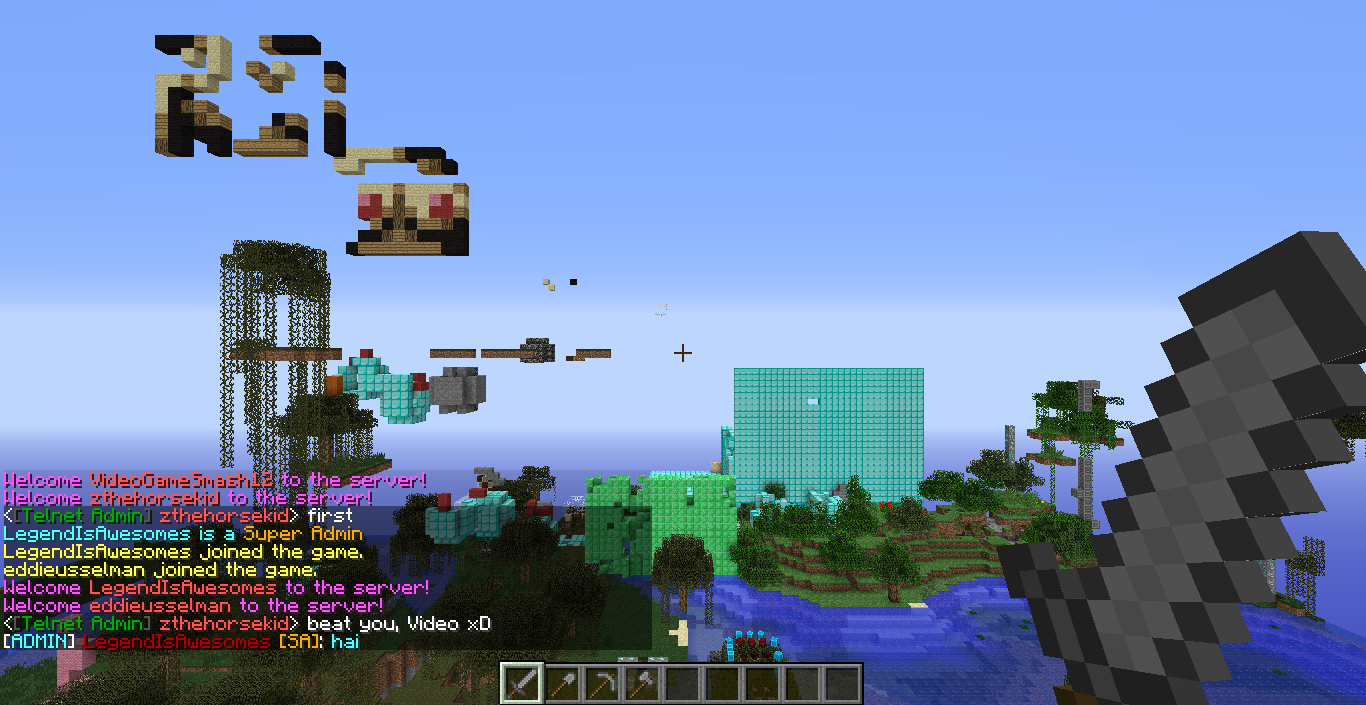 Welcome VideoGameSmash12 to the server!
Welcome zthehorsekid to the server!
<[Telnet Admin] zthehorsekid> first
LegendIsAwesomes is a Super Admin
LegendIsAwesomes joined the game.
eddieusselman joined the game.
Welcome LegendIsAwesomes to the server!
Welcome eddieusselman to the server!
<[Telnet Admin] zthehorsekid> beat you, Video xD
[ADMIN] LegendIsAwesomes [SA]: hai